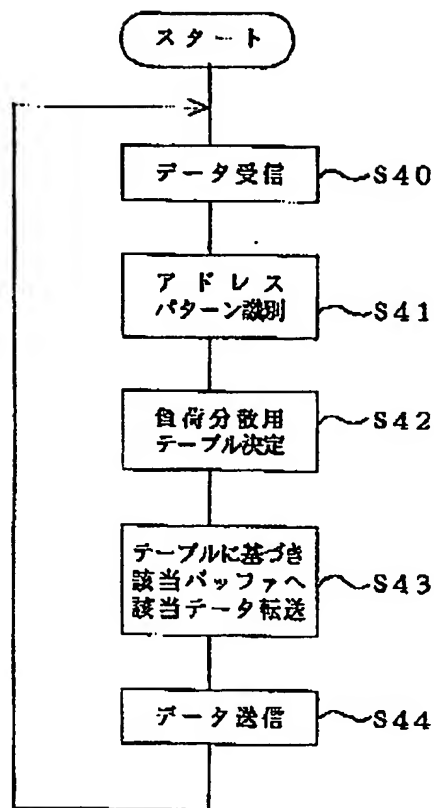 スタート
データ受信
S40
アドレス
パターン識別
S41
負荷分散用
テーブル決定
S42
テーブルに基づき
該当バッファへ
該当データ転送
S43
データ送信
S44